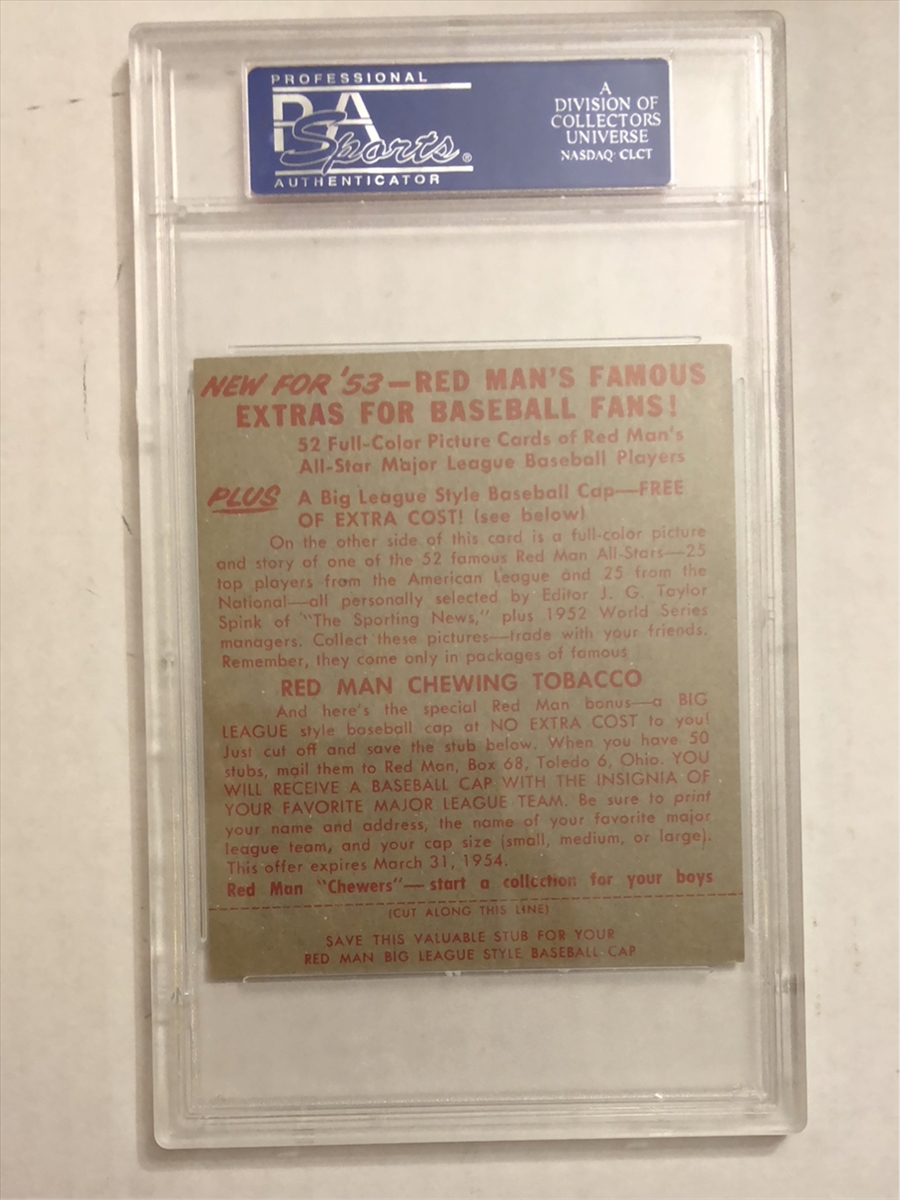 PROFESSIONAL
PSA
Sports®
AUTHENTICATOR
A
DIVISION OF
COLLECTORS
UNIVERSE
NASDAQ: CLCT
NEW FOR '53—RED MAN'S FAMOUS
EXTRAS FOR BASEBALL FANS!
52 Full-Color Picture Cards of Red Man's
All-Star Major League Baseball Players
PLUS A Big League Style Baseball Cap—FREE
OF EXTRA COST! (see below)
On the other side of this card is a full-color picture
and story of one of the 52 famous Red Man All-Stars—25
top players from the American League and 25 from the
National—all personally selected by Editor J. G. Taylor
Spink of "The Sporting News," plus 1952 World Series
managers. Collect these pictures—trade with your friends.
Remember, they come only in packages of famous
RED MAN CHEWING TOBACCO
And here's the special Red Man bonus—a BIG
LEAGUE style baseball cap at NO EXTRA COST to you!
Just cut off and save the stub below. When you have 50
stubs, mail them to Red Man, Box 68, Toledo 6, Ohio. YOU
WILL RECEIVE A BASEBALL CAP WITH THE INSIGNIA OF
YOUR FAVORITE MAJOR LEAGUE TEAM. Be sure to print
your name and address, the name of your favorite major
league team, and your cap size (small, medium, or large).
This offer expires March 31, 1954.
Red Man "Chewers"—start a collection for your boys
(CUT ALONG THIS LINE)
SAVE THIS VALUABLE STUB FOR YOUR
RED MAN BIG LEAGUE STYLE BASEBALL CAP